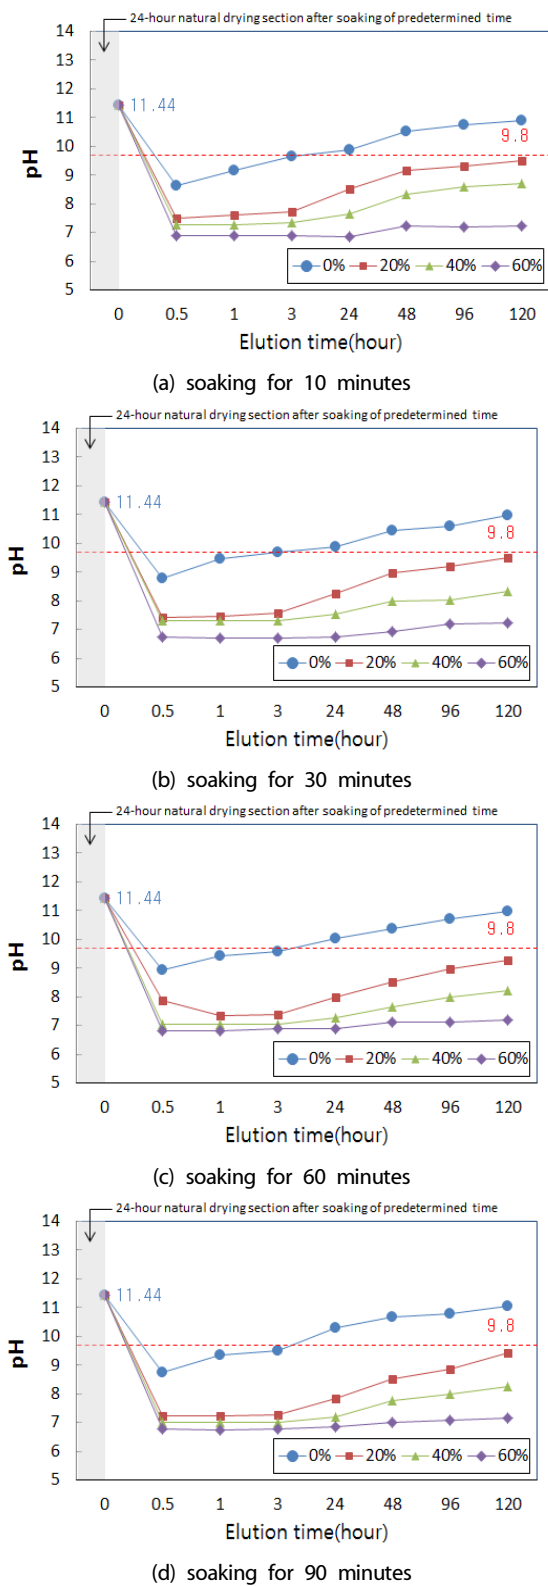 24-hour natural drying section after soaking of predetermined time
14
13
12
11
10
9
8
7
6
5
pH
11.44
9.8
0% 20% 40% 60%
0 0.5 1 3 24 48 96 120
Elution time(hour)
(a) soaking for 10 minutes
24-hour natural drying section after soaking of predetermined time
14
13
12
11
10
9
8
7
6
5
pH
11.44
9.8
0% 20% 40% 60%
0 0.5 1 3 24 48 96 120
Elution time(hour)
(b) soaking for 30 minutes
24-hour natural drying section after soaking of predetermined time
14
13
12
11
10
9
8
7
6
5
pH
11.44
9.8
0% 20% 40% 60%
0 0.5 1 3 24 48 96 120
Elution time(hour)
(c) soaking for 60 minutes
24-hour natural drying section after soaking of predetermined time
14
13
12
11
10
9
8
7
6
5
pH
11.44
9.8
0% 20% 40% 60%
0 0.5 1 3 24 48 96 120
Elution time(hour)
(d) soaking for 90 minutes